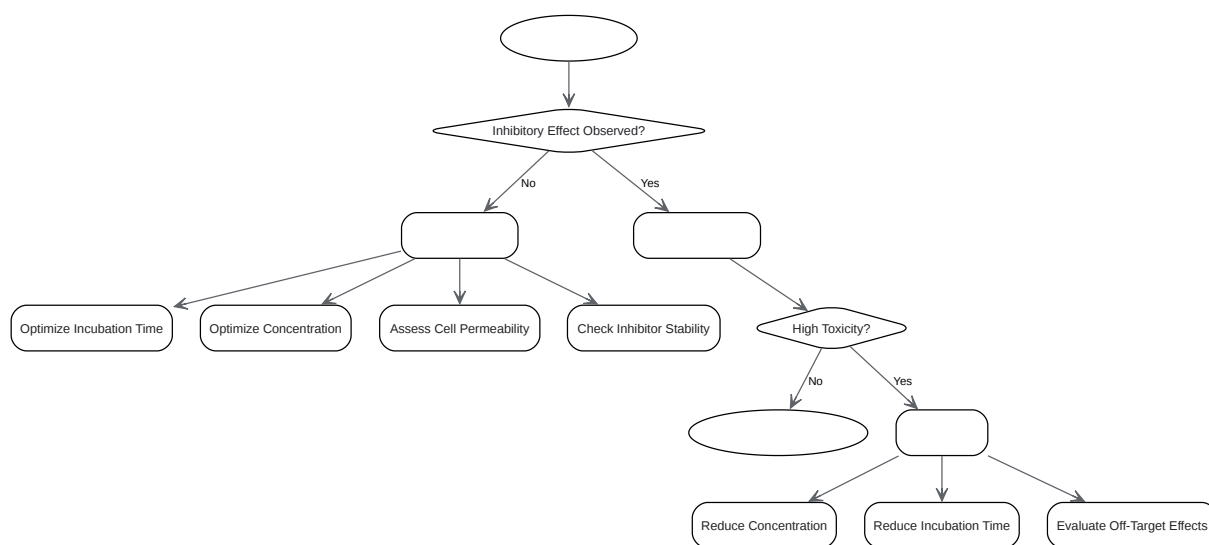 Inhibitory Effect Observed?
No
Yes
Optimize Incubation Time
Optimize Concentration
Assess Cell Permeability
Check Inhibitor Stability
High Toxicity?
No
Yes
Reduce Concentration
Reduce Incubation Time
Evaluate Off-Target Effects